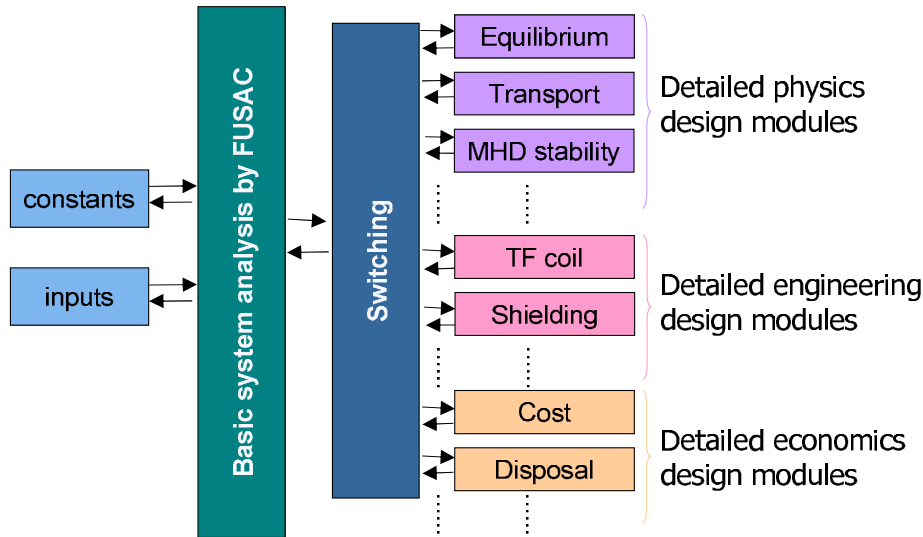 constants
inputs
Basic system analysis by FUSAC
Switching
Equilibrium
Transport
MHD stability
Detailed physics
design modules
TF coil
Shielding
Detailed engineering
design modules
Cost
Disposal
Detailed economics
design modules